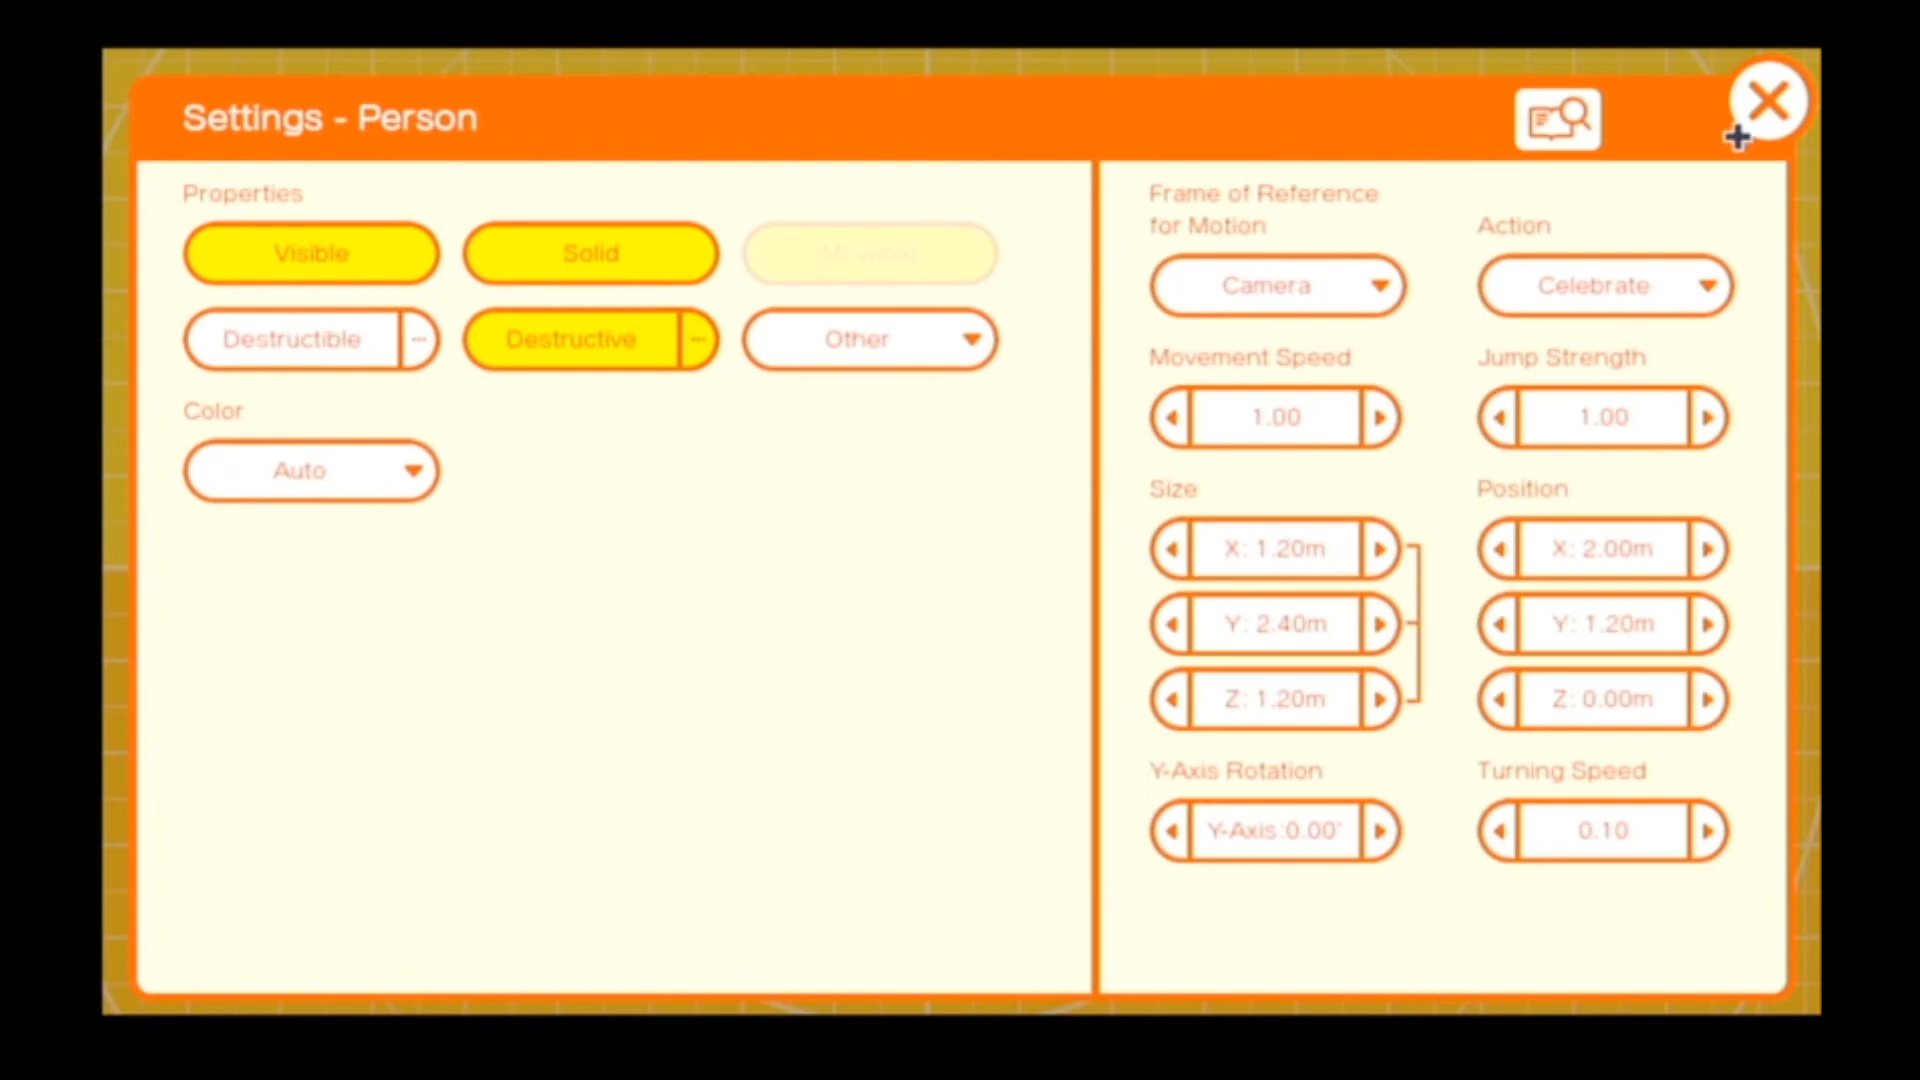 Settings - Person
Properties
Visible
Solid
Movable
Destructible
Destructive
Other
Color
Auto
Frame of Reference
for Motion
Action
Camera
Celebrate
Movement Speed
Jump Strength
1.00
1.00
Size
Position
X: 1.20m
X: 2.00m
Y: 2.40m
Y: 1.20m
Z: 1.20m
Z: 0.00m
Y-Axis Rotation
Turning Speed
Y-Axis:0.00°
0.10